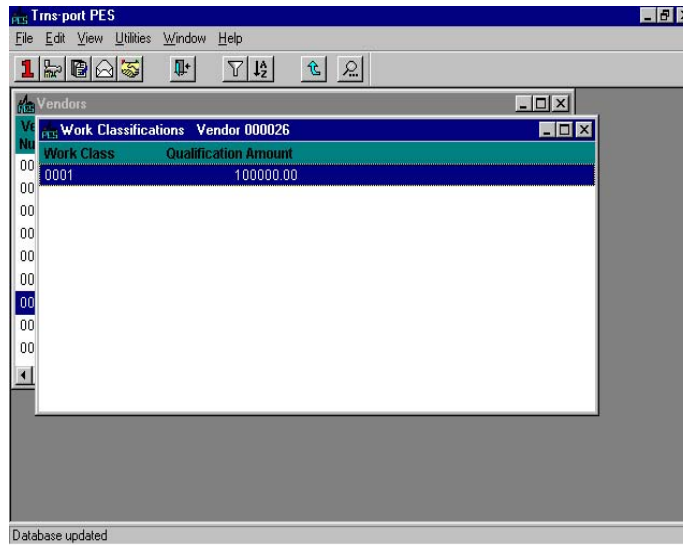 Trns·port PES
File Edit View Utilities Window Help
Vendors
Work Classifications Vendor 000026
Work Class Qualification Amount
0001 100000.00
00
00
00
00
00
00
00
00
00
Database updated